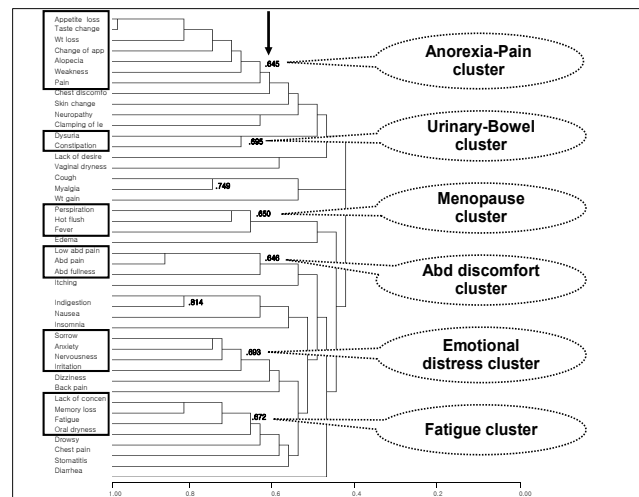 Appetite loss
Taste change
Wt loss
Change of app
Alopecia
Weakness
Pain
Chest discomfo
Skin change
Neuropathy
Clamping of le
Dysuria
Constipation
Lack of desire
Vaginal dryness
Cough
Myalgia
Wt gain
Perspiration
Hot flush
Fever
Edema
Low abd pain
Abd pain
Abd fullness
Itching
Indigestion
Nausea
Insomnia
Sorrow
Anxiety
Nervousness
Irritation
Dizziness
Back pain
Lack of concen
Memory loss
Fatigue
Oral dryness
Drowsy
Chest pain
Stomatitis
Diarrhea
.645
.695
.749
.650
.646
.814
.693
.672
Anorexia-Pain
cluster
Urinary-Bowel
cluster
Menopause
cluster
Abd discomfort
cluster
Emotional
distress cluster
Fatigue cluster
1.00 0.8 0.6 0.4 0.2 0.0